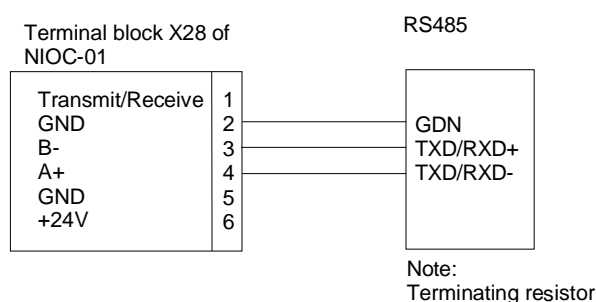 Terminal block X28 of
NIOC-01
RS485
Transmit/Receive 1
GND 2
B- 3
A+ 4
GND 5
+24V 6
GDN
TXD/RXD+
TXD/RXD-
Note:
Terminating resistor